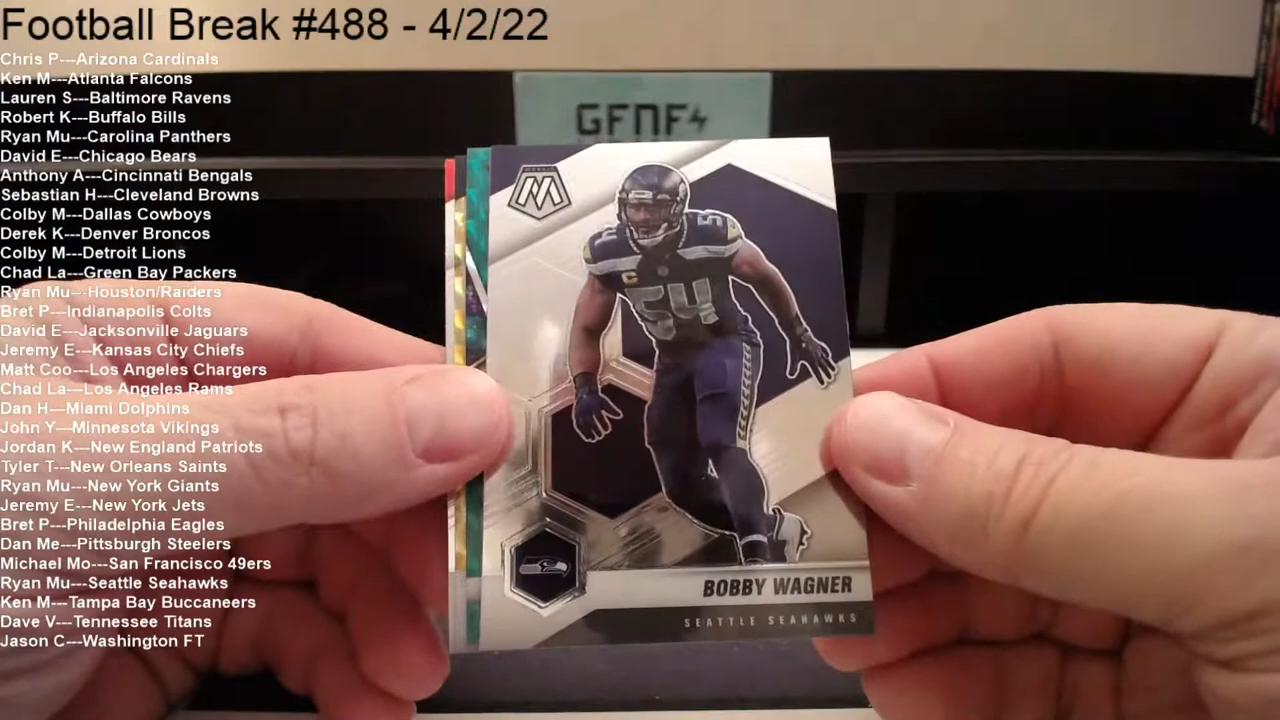 Football Break #488 - 4/2/22
Chris P---Arizona Cardinals
Ken M---Atlanta Falcons
Lauren S---Baltimore Ravens
Robert K---Buffalo Bills
Ryan Mu---Carolina Panthers
David E---Chicago Bears
Anthony A---Cincinnati Bengals
Sebastian H---Cleveland Browns
Colby M---Dallas Cowboys
Derek K---Denver Broncos
Colby M---Detroit Lions
Chad La---Green Bay Packers
Ryan Mu---Houston/Raiders
Bret P---Indianapolis Colts
David E---Jacksonville Jaguars
Jeremy E---Kansas City Chiefs
Matt Coo---Los Angeles Chargers
Chad La---Los Angeles Rams
Dan H---Miami Dolphins
John Y---Minnesota Vikings
Jordan K---New England Patriots
Tyler T---New Orleans Saints
Ryan Mu---New York Giants
Jeremy E---New York Jets
Bret P---Philadelphia Eagles
Dan Me---Pittsburgh Steelers
Michael Mo---San Francisco 49ers
Ryan Mu---Seattle Seahawks
Ken M---Tampa Bay Buccaneers
Dave V---Tennessee Titans
Jason C---Washington FT
GFNF
MOSAIC
M
54
54
C
BOBBY WAGNER
SEATTLE SEAHAWKS